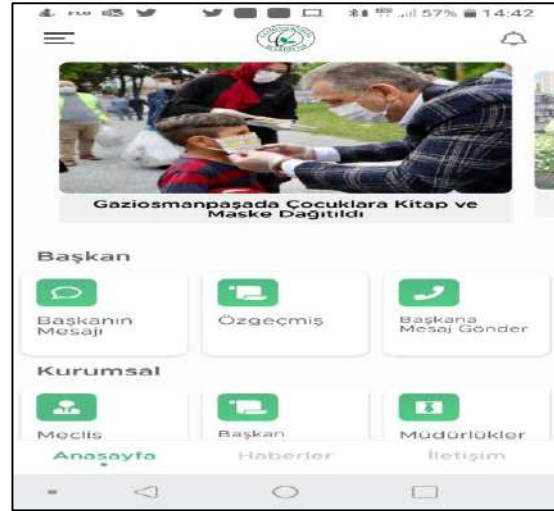 57% 14:42
Gaziosmanpaşada Çocuklara Kitap ve
Maske Dağıtıldı
Başkan
Başkanın
Mesajı
Özgeçmiş
Başkana
Mesaj Gönder
Kurumsal
Meclis
Başkan
Müdürlükler
Anasayfa
Haberler
İletişim